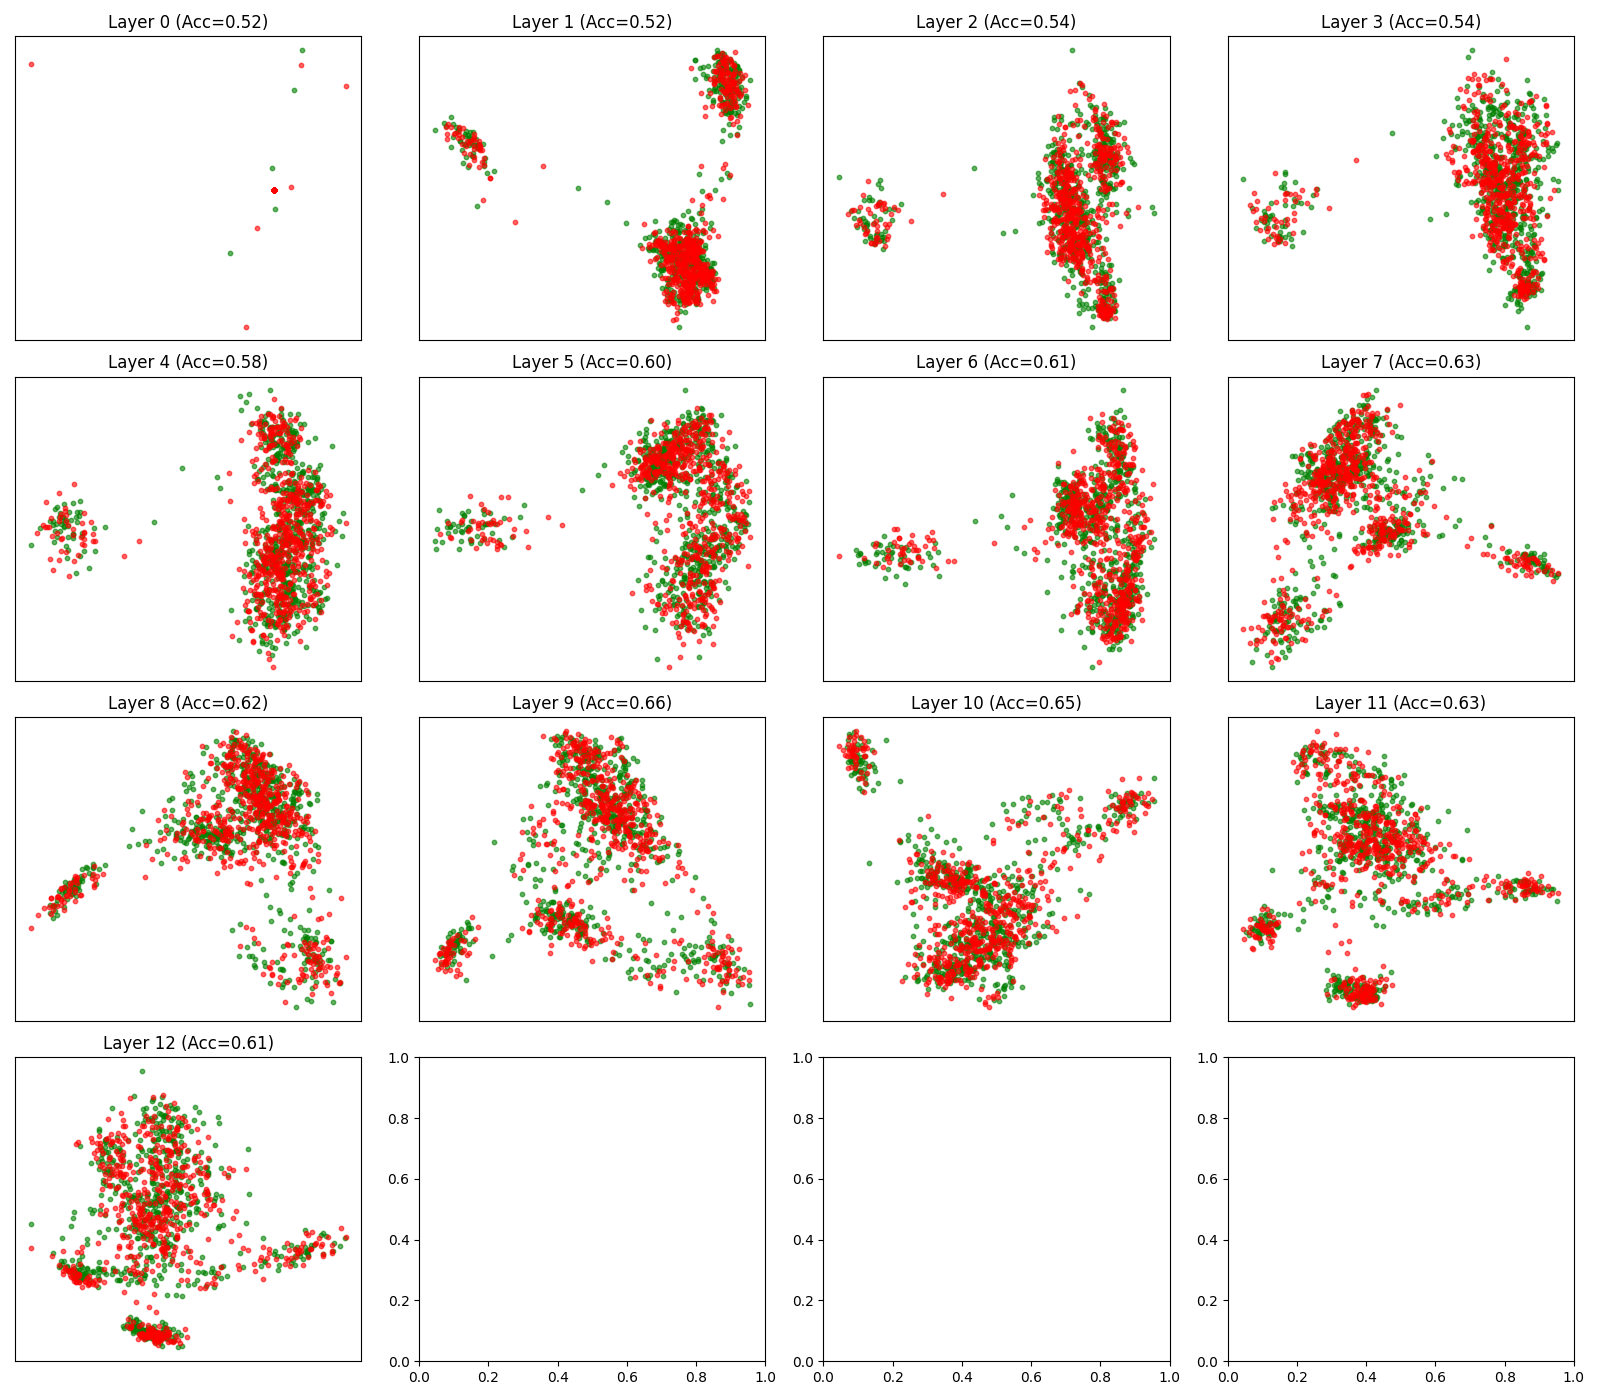 Layer 0 (Acc=0.52)
Layer 1 (Acc=0.52)
Layer 2 (Acc=0.54)
Layer 3 (Acc=0.54)
Layer 4 (Acc=0.58)
Layer 5 (Acc=0.60)
Layer 6 (Acc=0.61)
Layer 7 (Acc=0.63)
Layer 8 (Acc=0.62)
Layer 9 (Acc=0.66)
Layer 10 (Acc=0.65)
Layer 11 (Acc=0.63)
Layer 12 (Acc=0.61)
1.0
0.8
0.6
0.4
0.2
0.0
0.0 0.2 0.4 0.6 0.8 1.0
1.0
0.8
0.6
0.4
0.2
0.0
0.0 0.2 0.4 0.6 0.8 1.0
1.0
0.8
0.6
0.4
0.2
0.0
0.0 0.2 0.4 0.6 0.8 1.0